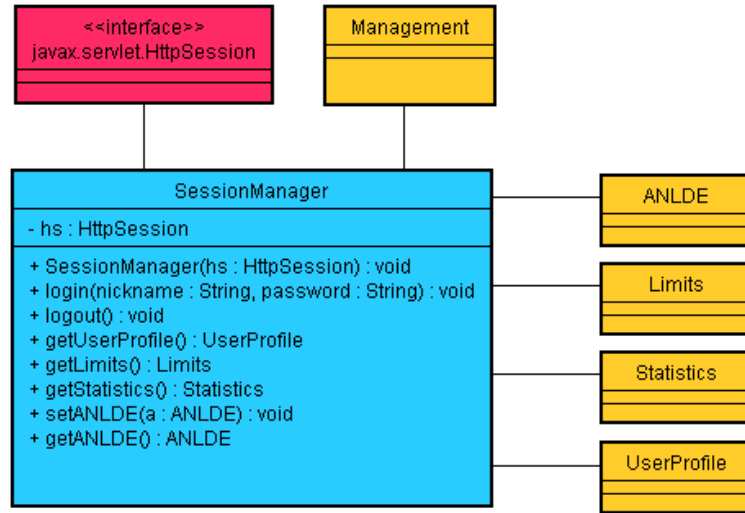 <<interface>>
javax.servlet.HttpSession
Management
SessionManager
- hs : HttpSession
+ SessionManager(hs : HttpSession) : void
+ login(nickname : String, password : String) : void
+ logout() : void
+ getUserProfile() : UserProfile
+ getLimits() : Limits
+ getStatistics() : Statistics
+ setANLDE(a : ANLDE) : void
+ getANLDE() : ANLDE
ANLDE
Limits
Statistics
UserProfile